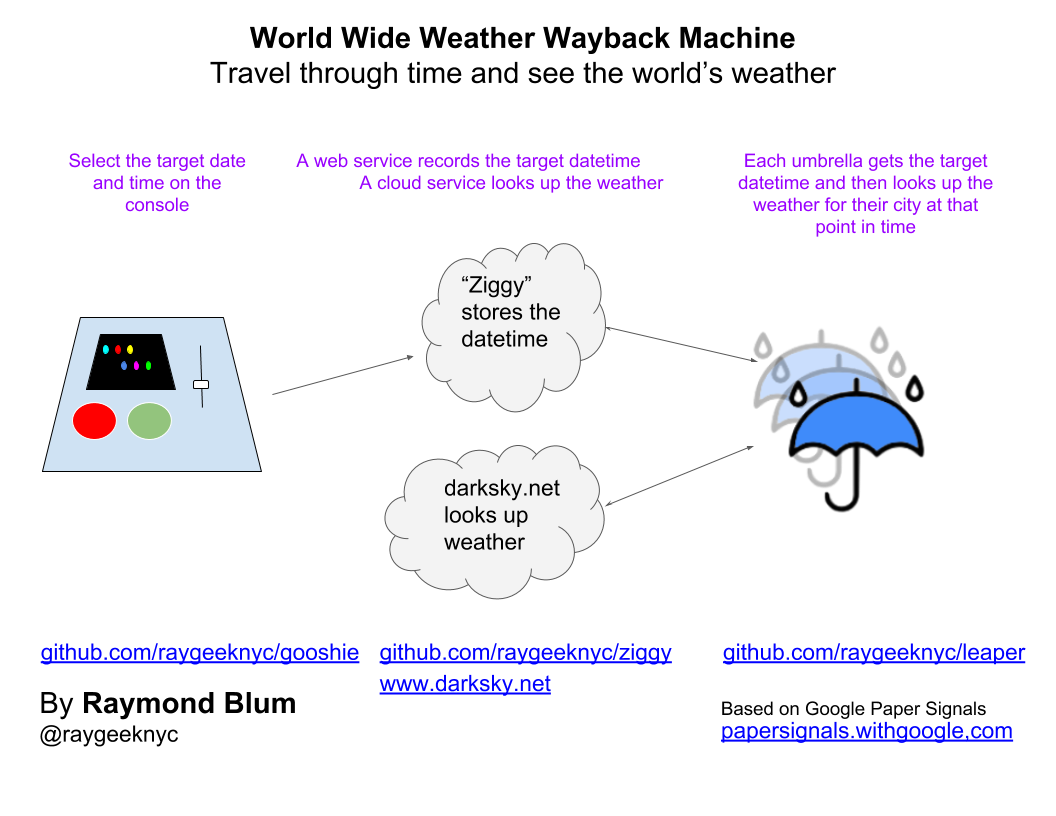 World Wide Weather Wayback Machine
Travel through time and see the world’s weather
Select the target date
and time on the
console
A web service records the target datetime
A cloud service looks up the weather
Each umbrella gets the target
datetime and then looks up the
weather for their city at that
point in time
“Ziggy”
stores the
datetime
darksky.net
looks up
weather
github.com/raygeeknyc/gooshie
github.com/raygeeknyc/ziggy
www.darksky.net
github.com/raygeeknyc/leaper
By Raymond Blum
@raygeeknyc
Based on Google Paper Signals
papersignals.withgoogle,com